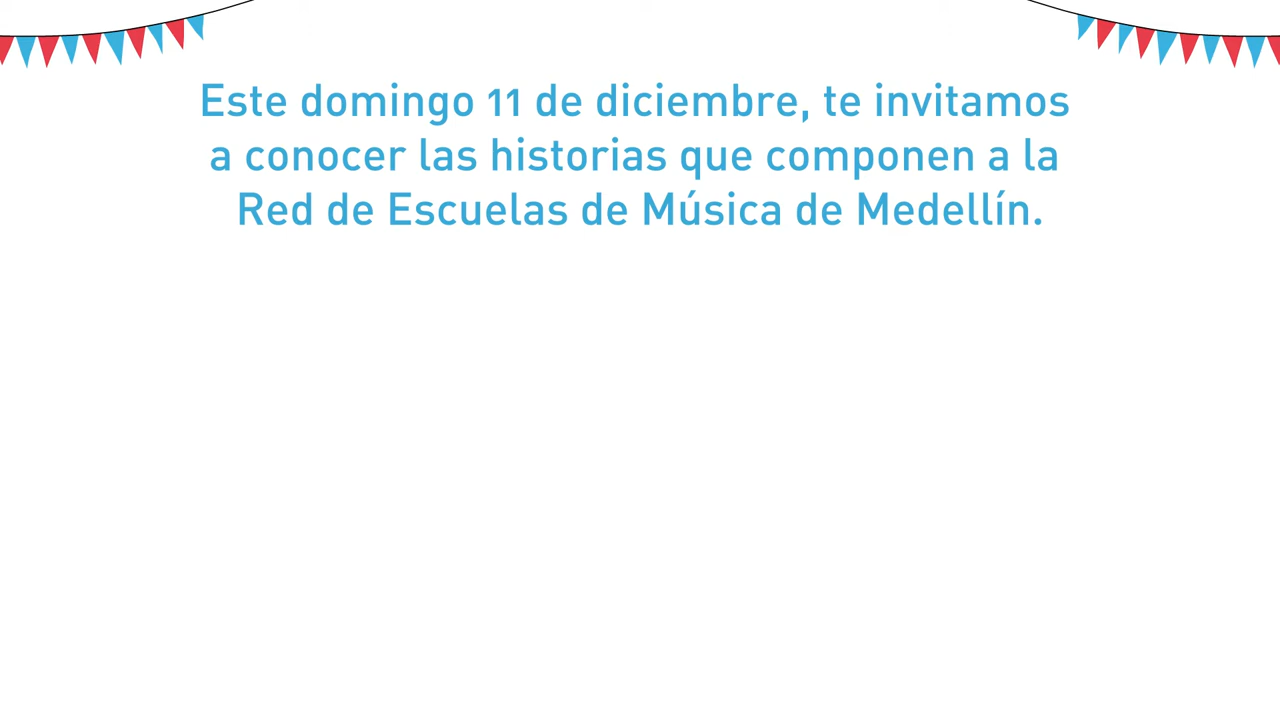 Este domingo 11 de diciembre, te invitamos
a conocer las historias que componen a la
Red de Escuelas de Música de Medellín.